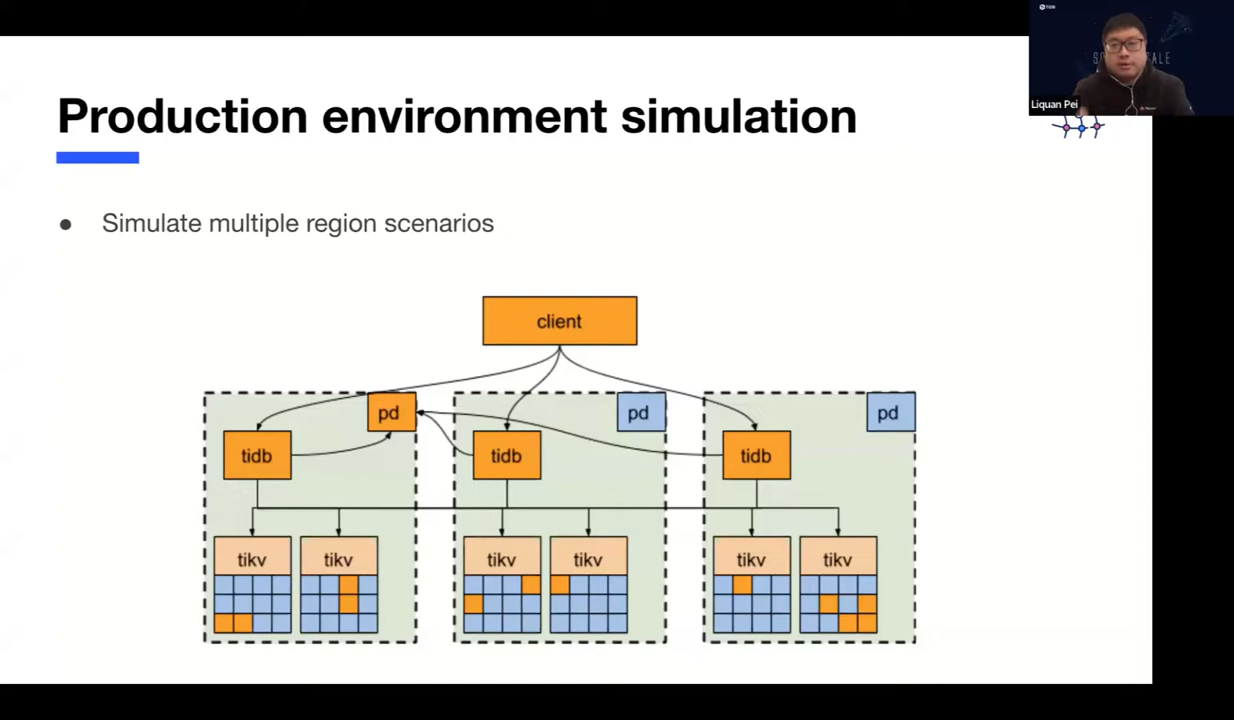 TiDB
Liquan Pei
Production environment simulation
● Simulate multiple region scenarios
client
pd
pd
pd
tidb
tidb
tidb
tikv
tikv
tikv
tikv
tikv
tikv